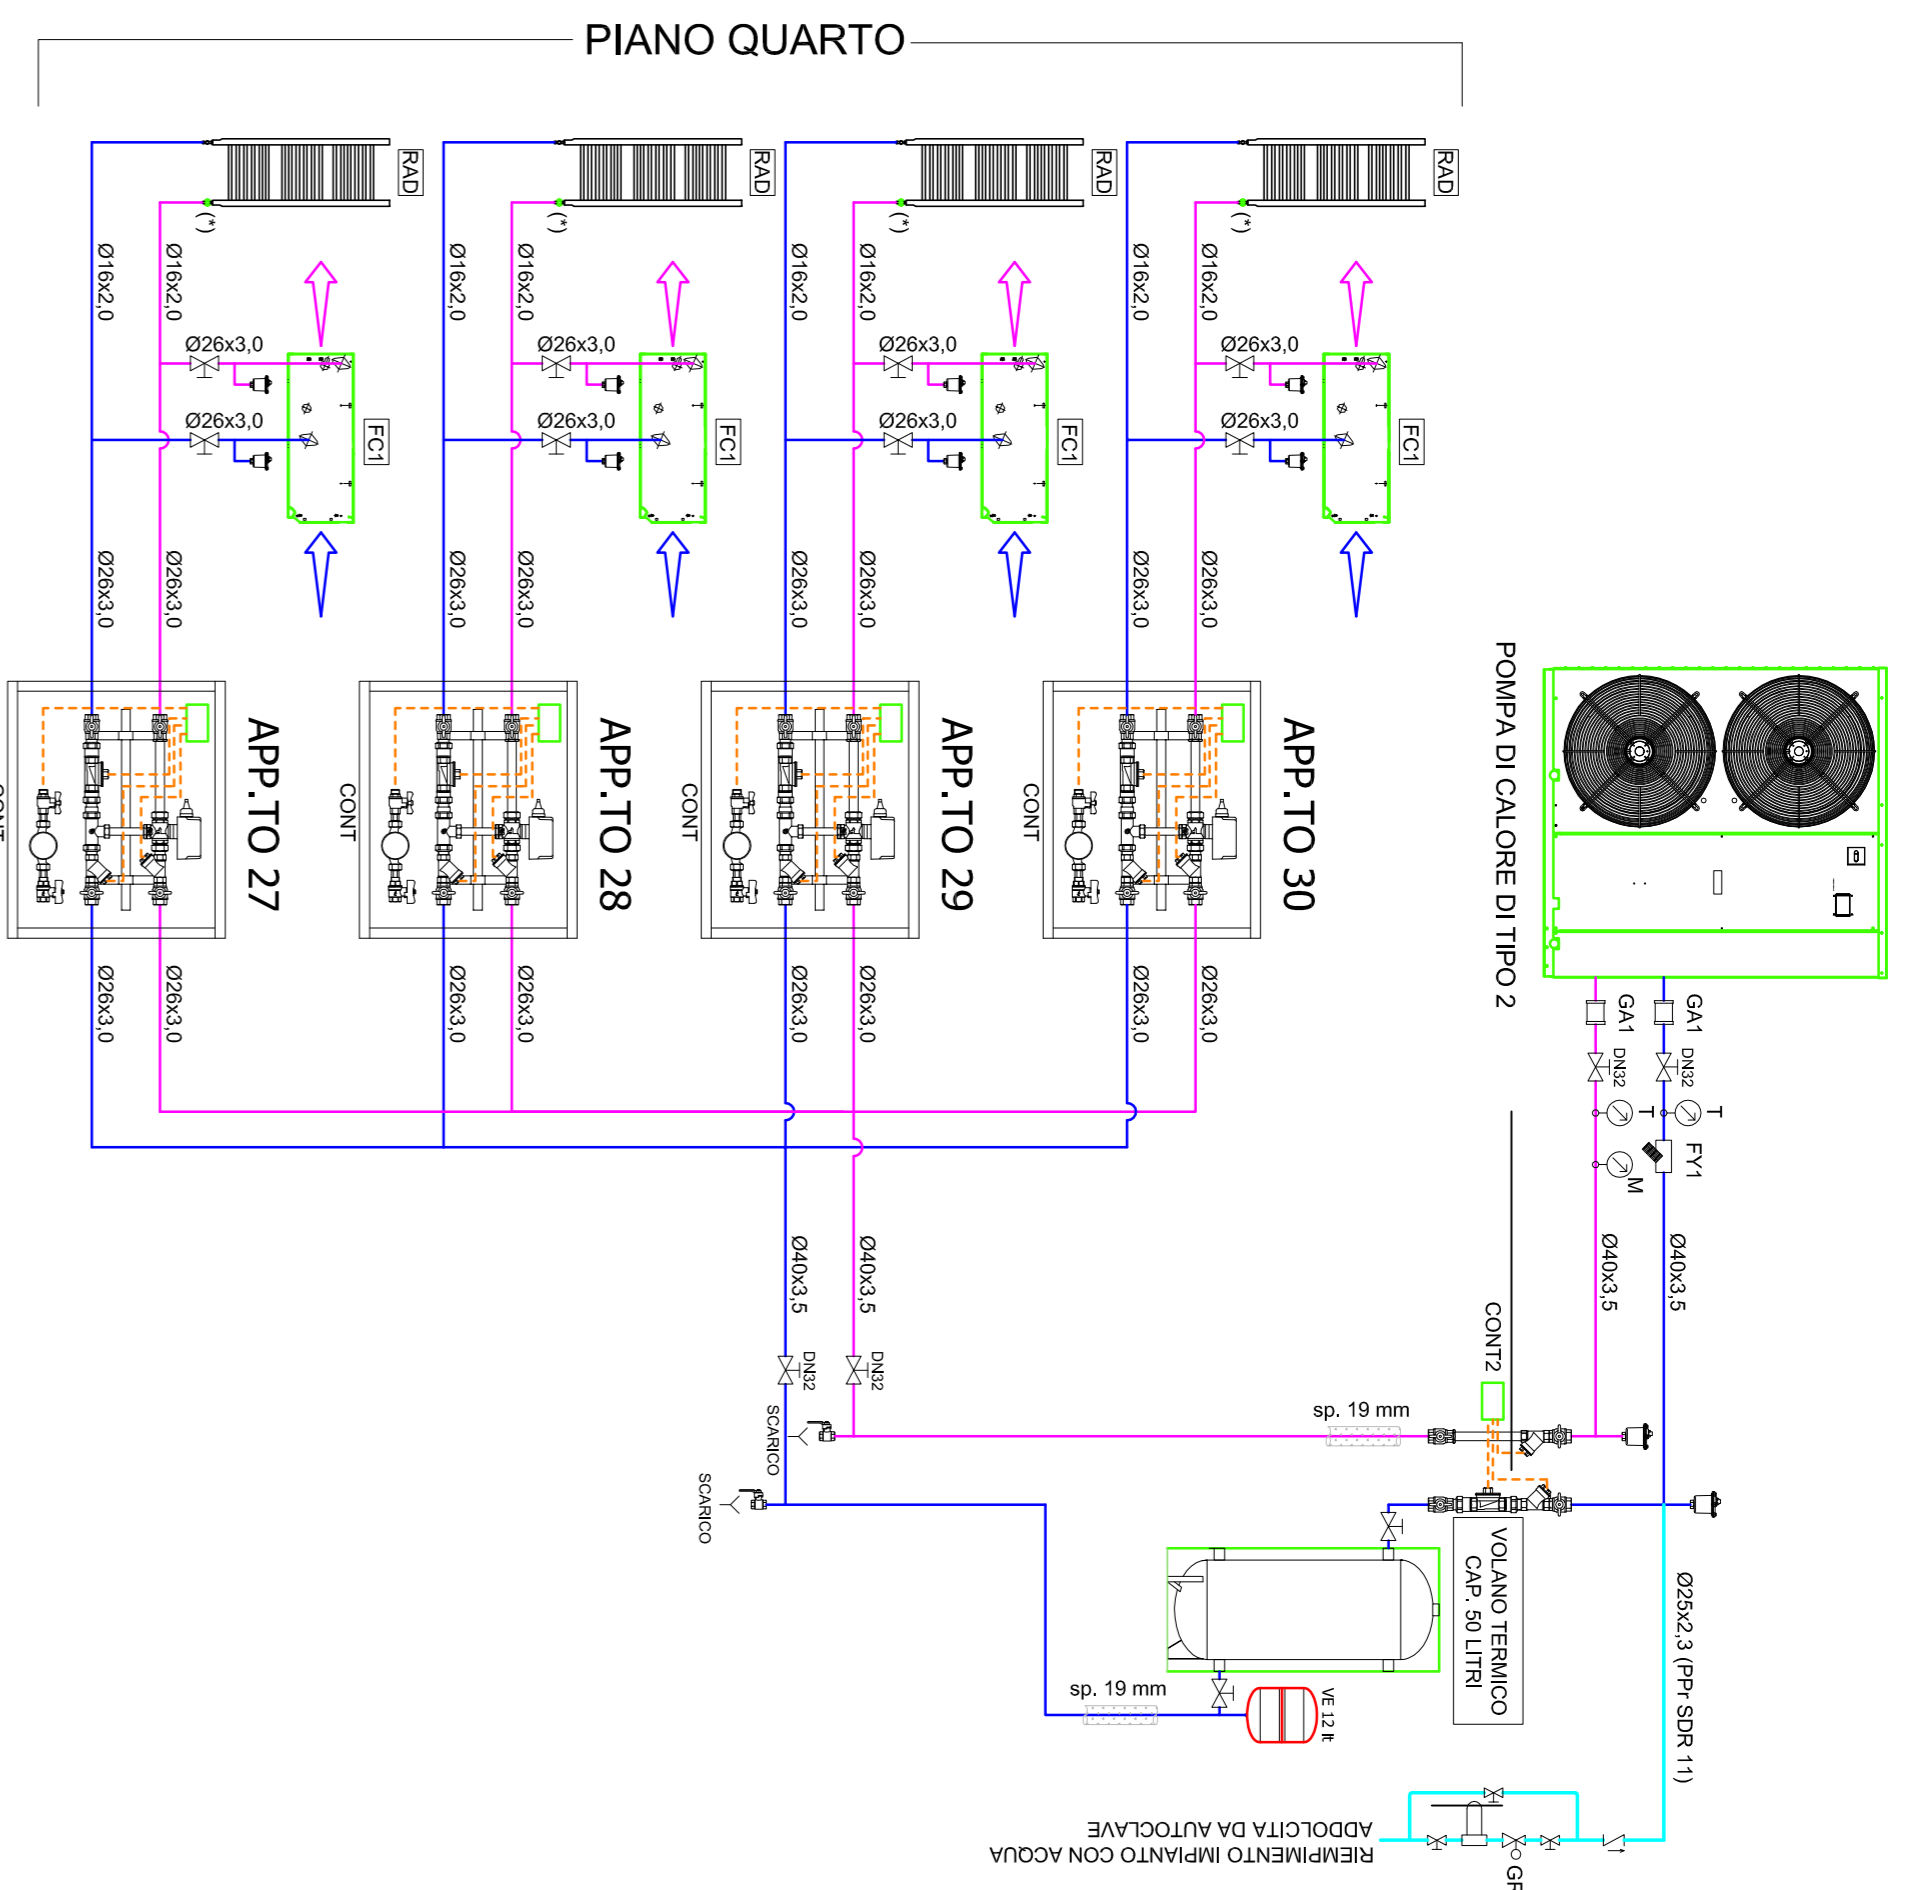 PIANO QUARTO
RAD
RAD
RAD
RAD
(*)
(*)
(*)
(*)
Ø16x2,0
Ø16x2,0
Ø16x2,0
Ø16x2,0
Ø16x2,0
Ø16x2,0
Ø16x2,0
Ø16x2,0
Ø26x3,0
Ø26x3,0
Ø26x3,0
Ø26x3,0
Ø26x3,0
Ø26x3,0
Ø26x3,0
Ø26x3,0
FC1
FC1
FC1
FC1
Ø26x3,0
Ø26x3,0
Ø26x3,0
Ø26x3,0
Ø26x3,0
Ø26x3,0
Ø26x3,0
Ø26x3,0
APP.TO 27
APP.TO 28
APP.TO 29
APP.TO 30
CONT
CONT
CONT
CONT
Ø26x3,0
Ø26x3,0
Ø26x3,0
Ø26x3,0
Ø26x3,0
Ø26x3,0
Ø26x3,0
Ø26x3,0
POMPA DI CALORE DI TIPO 2
GA1
GA1
DN32
DN32
T
T
FY1
M
Ø40x3,5
Ø40x3,5
Ø40x3,5
Ø40x3,5
DN32
DN32
CONT2
sp. 19 mm
SCARICO
SCARICO
VOLANO TERMICO
CAP. 50 LITRI
Ø25x2,3 (PPr SDR 11)
sp. 19 mm
VE 12 lt
RIEMPIMENTO IMPIANTO CON ACQUA
ADDOLCITA DA AUTOCLAVE